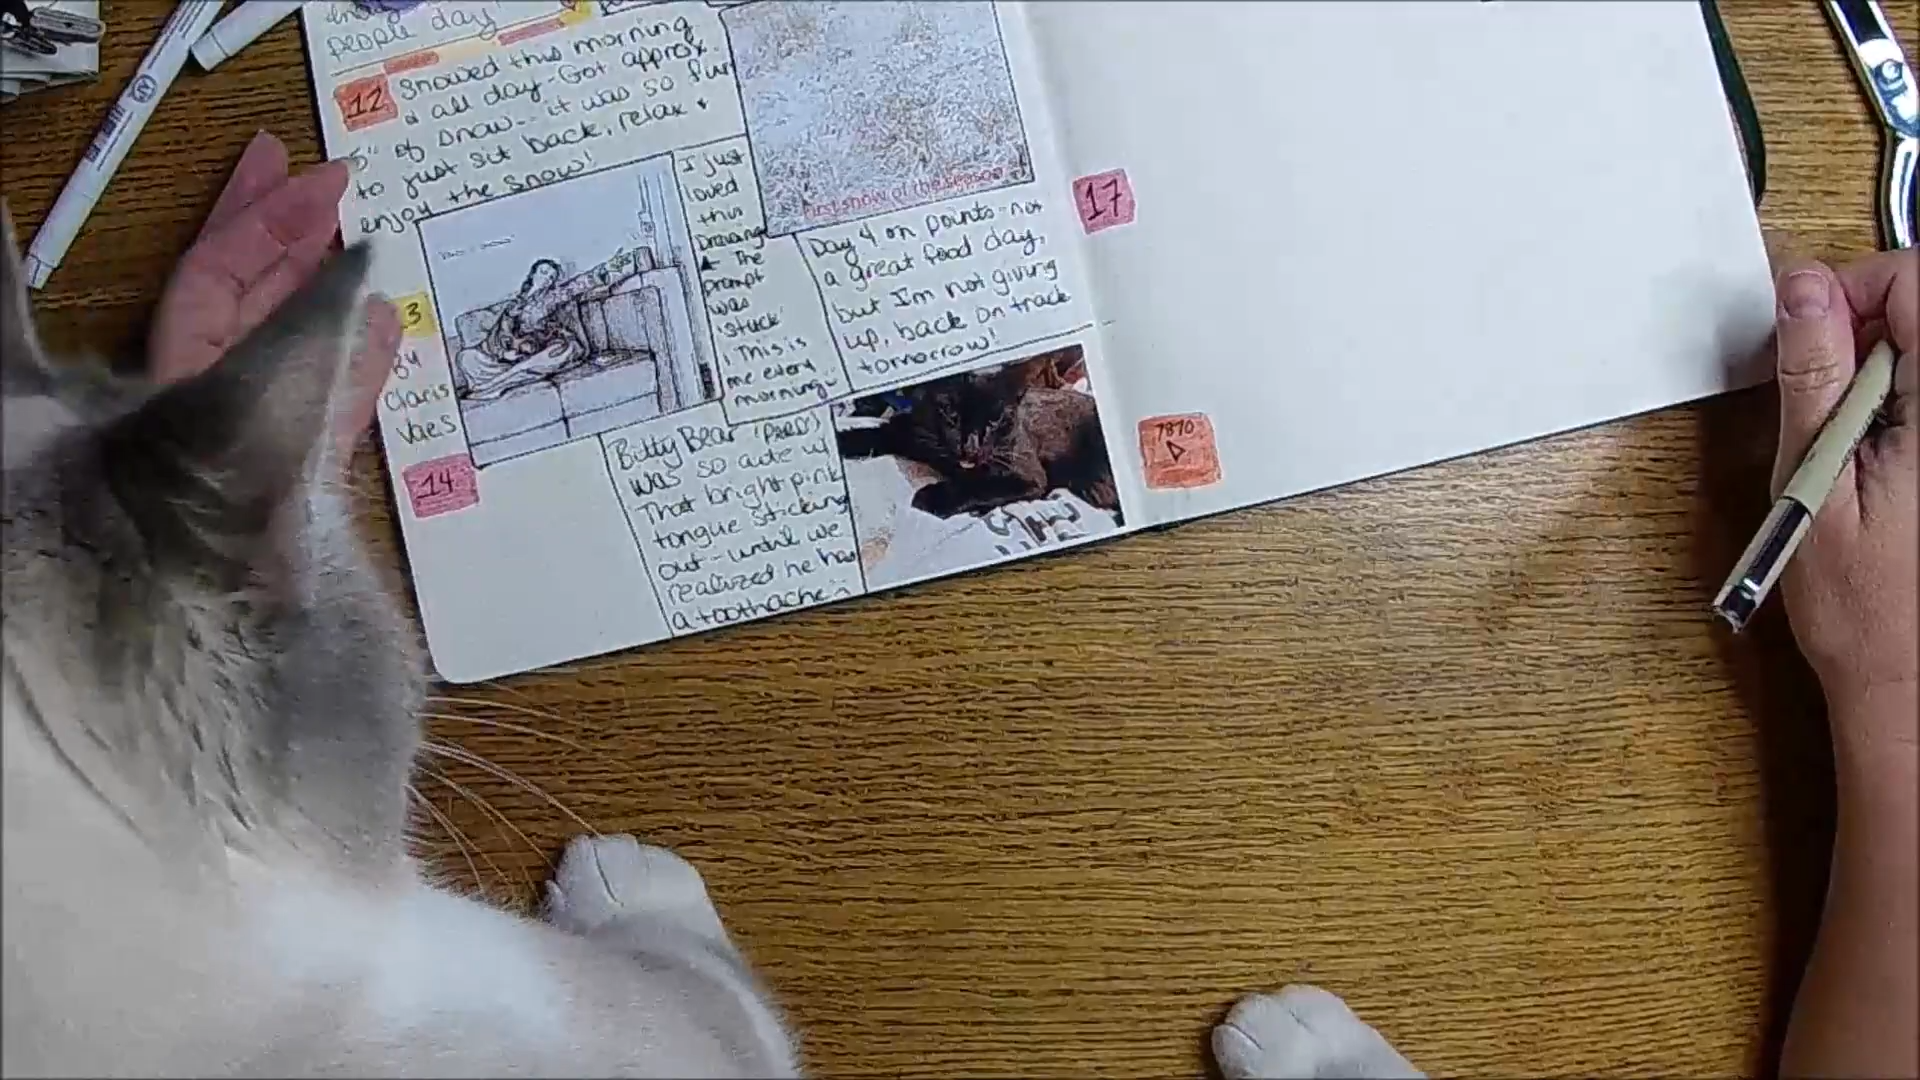 people day!
12
Snowed this morning
& all day - Got approx.
5" of snow-- it was so fun
to just sit back, relax &
enjoy the snow!
I just
loved
this
Drawing
The
prompt
was
'stuck'
! This is
me every
morning
3
By
Claris
Vaes
14
Bitty Bear (PARD)
was so cute w/
That bright pink
tongue sticking
out - until we
realized he has
a toothache
first snow of the season
Day 4 on points - not
a great food day,
but I'm not giving
up, back on track
tomorrow!
17
7870